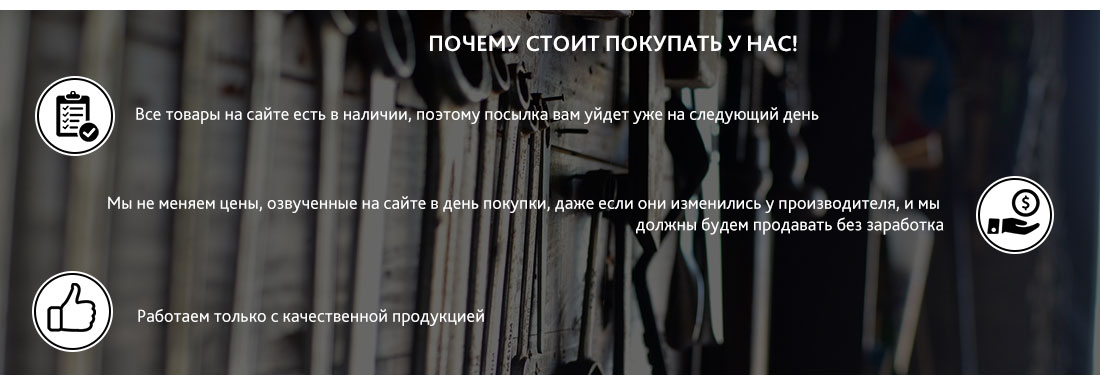 ПОЧЕМУ СТОИТ ПОКУПАТЬ У НАС!
Все товары на сайте есть в наличии, поэтому посылка вам уйдет уже на следующий день
Мы не меняем цены, озвученные на сайте в день покупки, даже если они изменились у производителя, и мы
должны будем продавать без заработка
$
Работаем только с качественной продукцией